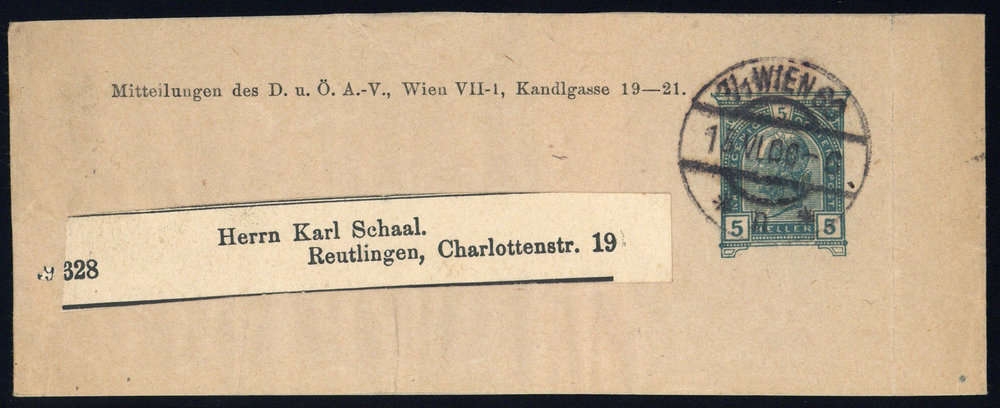 Mitteilungen des D. u. Ö. A.-V., Wien VII-1, Kandlgasse 19—21.
WIEN
5
5 HELLER 5
Herrn Karl Schaal.
Reutlingen, Charlottenstr. 19
628